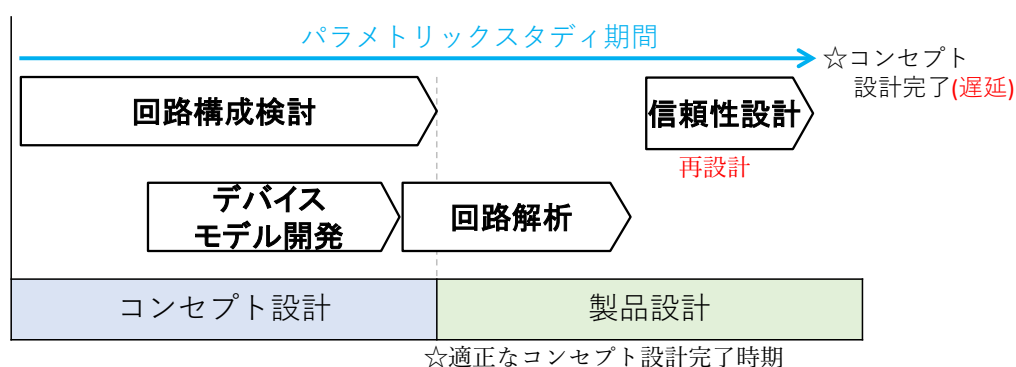 パラメトリックスタディ期間
☆コンセプト
設計完了(遅延)
回路構成検討
信頼性設計
再設計
デバイス
モデル開発
回路解析
コンセプト設計
製品設計
☆適正なコンセプト設計完了時期